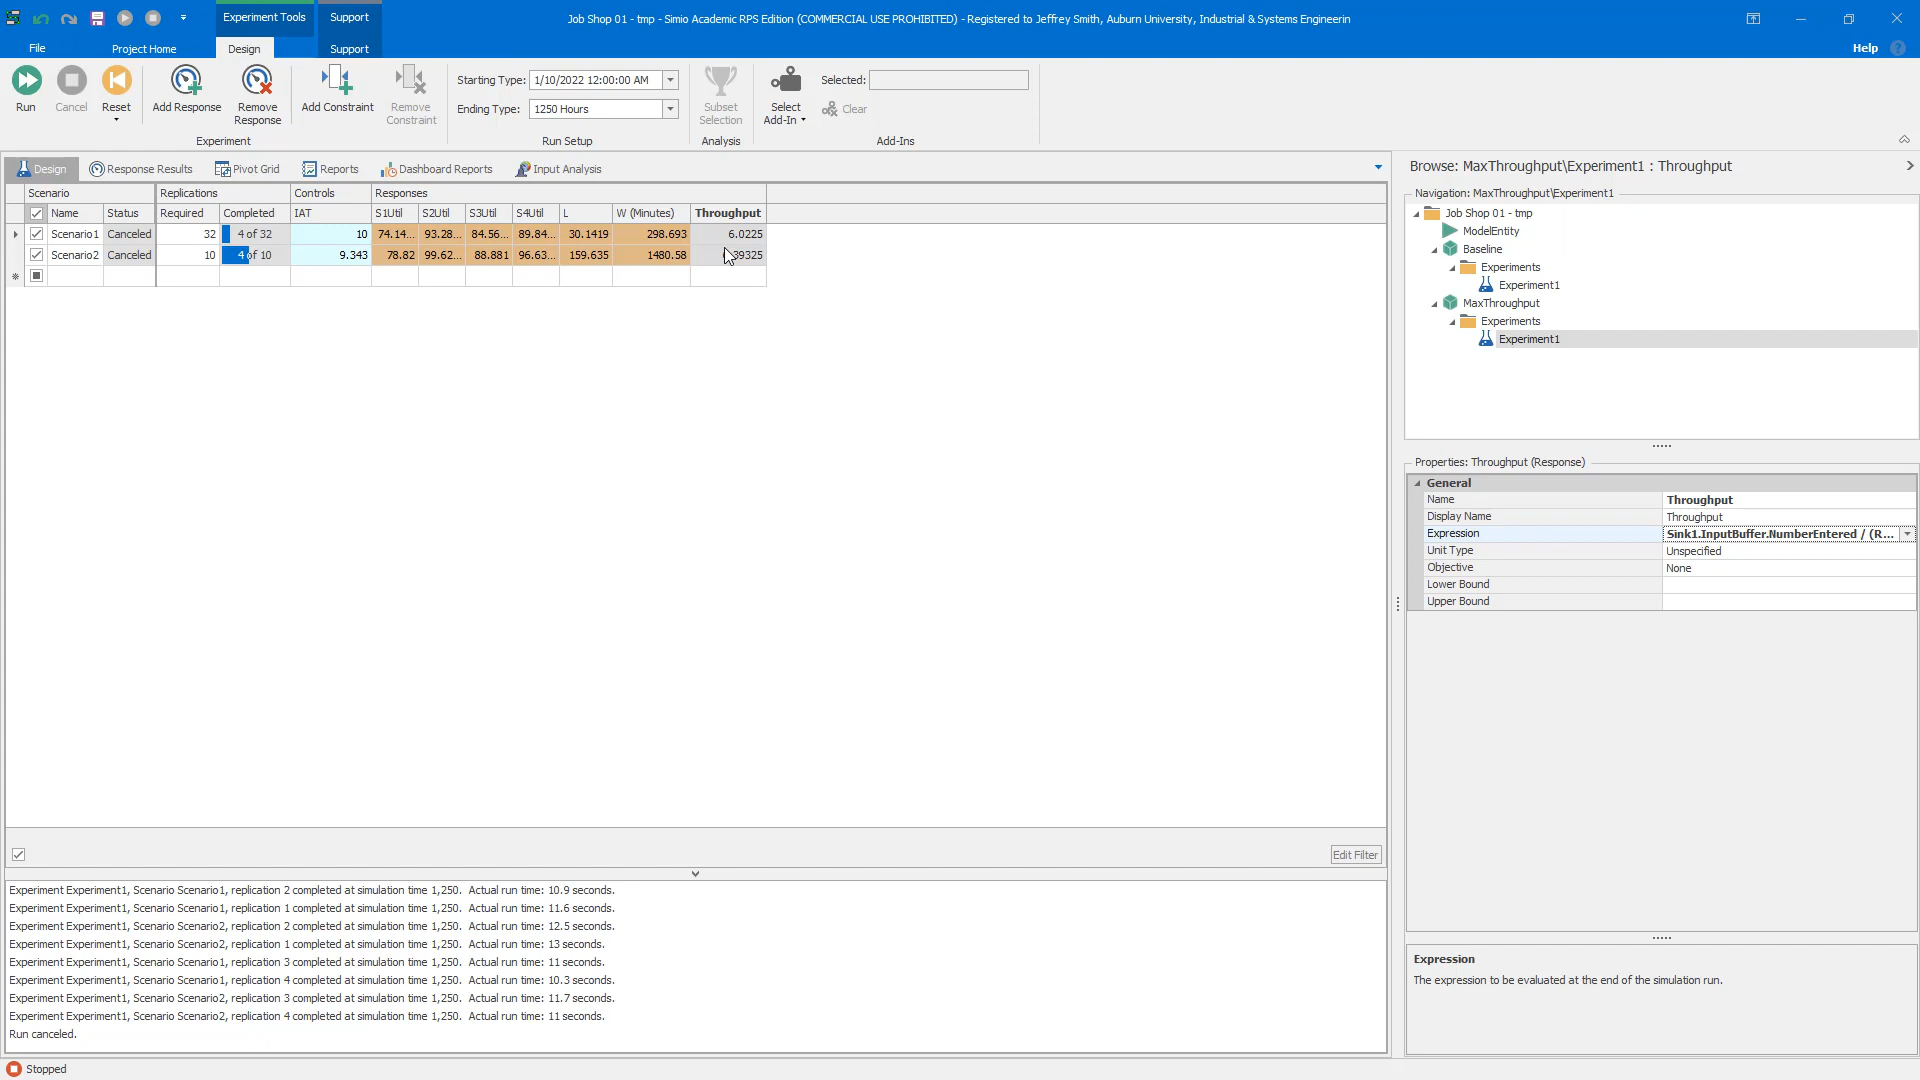 Experiment Tools
Support
Job Shop 01 - tmp - Simio Academic RPS Edition (COMMERCIAL USE PROHIBITED) - Registered to Jeffrey Smith, Auburn University, Industrial & Systems Engineerin
File
Project Home
Design
Support
Help
Run
Cancel
Reset
Add Response
Remove Response
Add Constraint
Remove Constraint
Starting Type: 1/10/2022 12:00:00 AM
Ending Type: 1250 Hours
Subset Selection
Select Add-In
Selected:
Clear
Experiment
Run Setup
Analysis
Add-Ins
Design
Response Results
Pivot Grid
Reports
Dashboard Reports
Input Analysis
Scenario Replications Controls Responses
Name Status Required Completed IAT S1Util S2Util S3Util S4Util L W (Minutes) Throughput
Scenario1 Canceled 32 4 of 32 10 74.14... 93.28... 84.56... 89.84... 30.1419 298.693 6.0225
Scenario2 Canceled 10 4 of 10 9.343 78.82 99.62... 88.881 96.63... 159.635 1480.58 39325
Edit Filter
Experiment Experiment1, Scenario Scenario1, replication 2 completed at simulation time 1,250. Actual run time: 10.9 seconds.
Experiment Experiment1, Scenario Scenario1, replication 1 completed at simulation time 1,250. Actual run time: 11.6 seconds.
Experiment Experiment1, Scenario Scenario2, replication 2 completed at simulation time 1,250. Actual run time: 12.5 seconds.
Experiment Experiment1, Scenario Scenario2, replication 1 completed at simulation time 1,250. Actual run time: 13 seconds.
Experiment Experiment1, Scenario Scenario1, replication 3 completed at simulation time 1,250. Actual run time: 11 seconds.
Experiment Experiment1, Scenario Scenario1, replication 4 completed at simulation time 1,250. Actual run time: 10.3 seconds.
Experiment Experiment1, Scenario Scenario2, replication 3 completed at simulation time 1,250. Actual run time: 11.7 seconds.
Experiment Experiment1, Scenario Scenario2, replication 4 completed at simulation time 1,250. Actual run time: 11 seconds.
Run canceled.
Stopped
Browse: MaxThroughput\Experiment1 : Throughput
Navigation: MaxThroughput\Experiment1
Job Shop 01 - tmp
ModelEntity
Baseline
Experiments
Experiment1
MaxThroughput
Experiments
Experiment1
Properties: Throughput (Response)
General
Name Throughput
Display Name Throughput
Expression Sink1.InputBuffer.NumberEntered / (R...
Unit Type Unspecified
Objective None
Lower Bound
Upper Bound
Expression
The expression to be evaluated at the end of the simulation run.